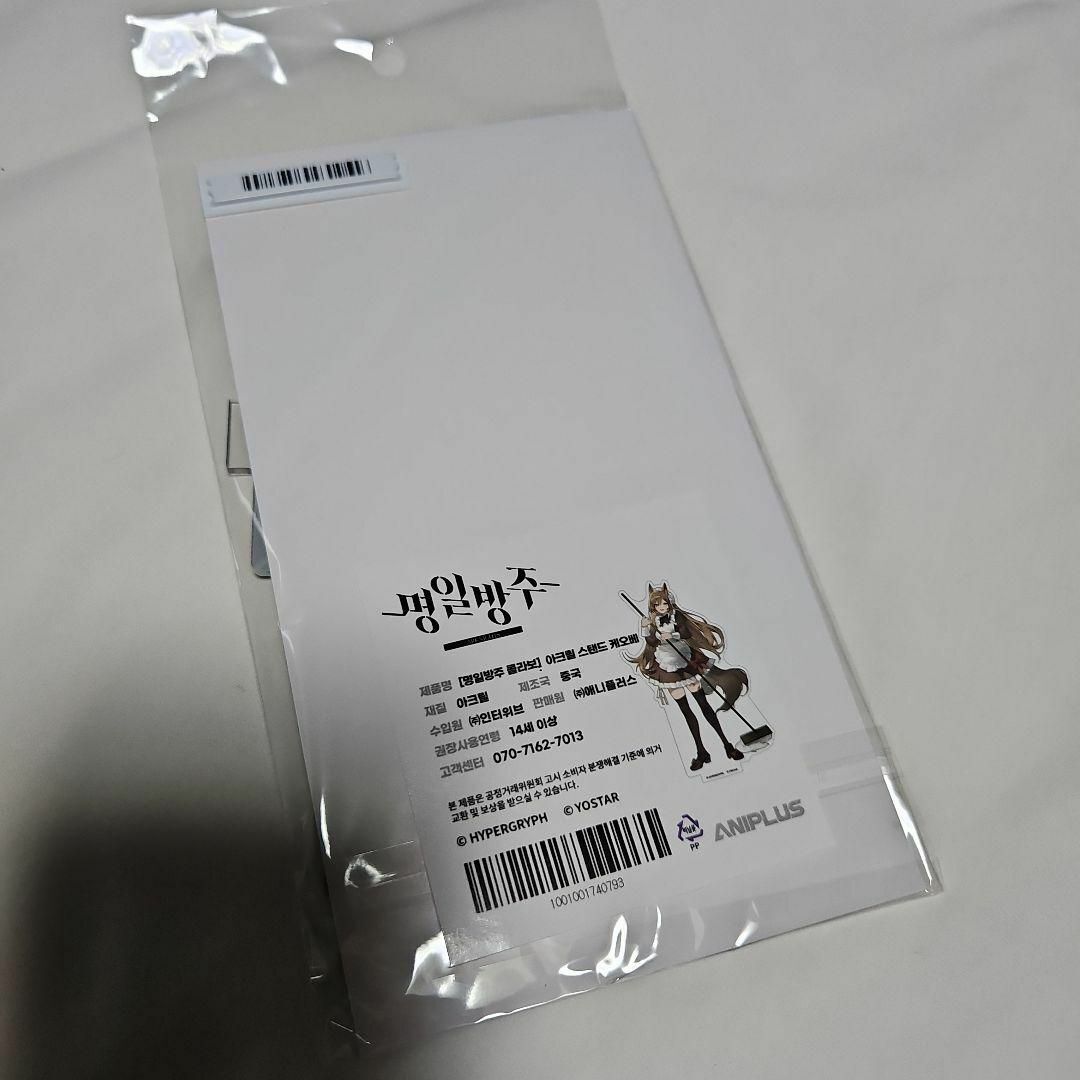 명일방주
ARKNIGHTS
제품명 [명일방주 콜라보] 아크릴 스탠드 케오베
재질 아크릴 제조국 중국
수입원 ㈜인터위브 판매원 ㈜애니플러스
권장사용연령 14세 이상
고객센터 070-7162-7013
본 제품은 공정거래위원회 고시 소비자 분쟁해결 기준에 의거
교환 및 보상을 받으실 수 있습니다.
© HYPERGRYPH © YOSTAR
1001001740793
비닐류
PP
ANIPLUS